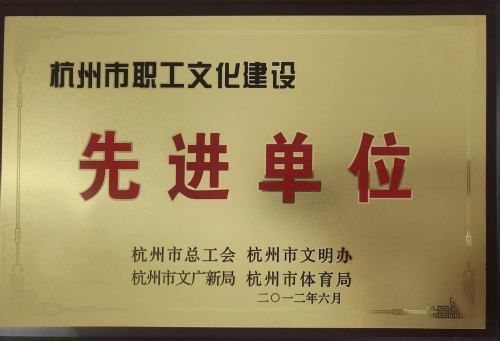 杭州市职工文化建设
先进单位
杭州市总工会 杭州市文明办
杭州市文广新局 杭州市体育局
二〇一二年六月